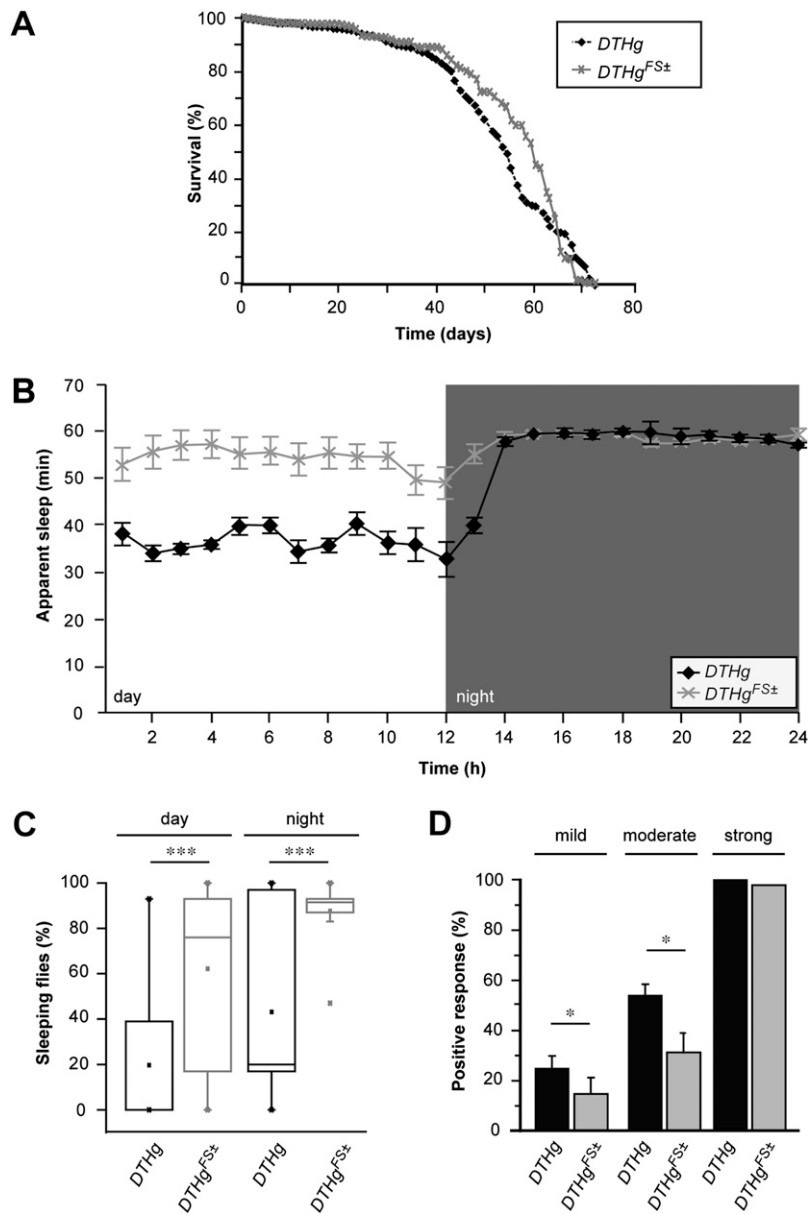 A
100
80
60
40
20
0
Survival (%)
0 20 40 60 80
Time (days)
DTHg
DTHg^FS±
B
70
60
50
40
30
20
10
0
Apparent sleep (min)
day
night
DTHg
DTHg^FS±
2 4 6 8 10 12 14 16 18 20 22 24
Time (h)
C
day night
*** ***
100
80
60
40
20
0
Sleeping flies (%)
DTHg DTHg^FS± DTHg DTHg^FS±
D
mild moderate strong
100
80
60
40
20
0
* *
Positive response (%)
DTHg DTHg^FS± DTHg DTHg^FS± DTHg DTHg^FS±